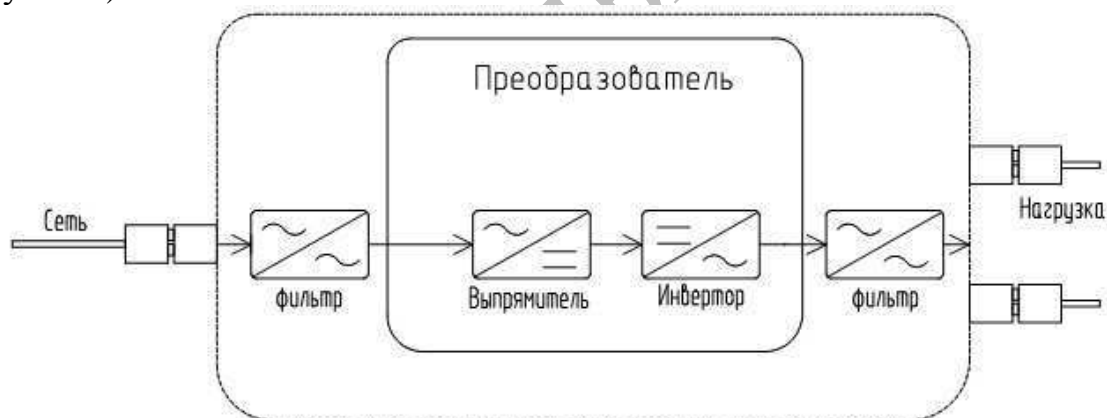 Преобразователь
Сеть
Нагрузка
фильтр
Выпрямитель
Инвертор
фильтр